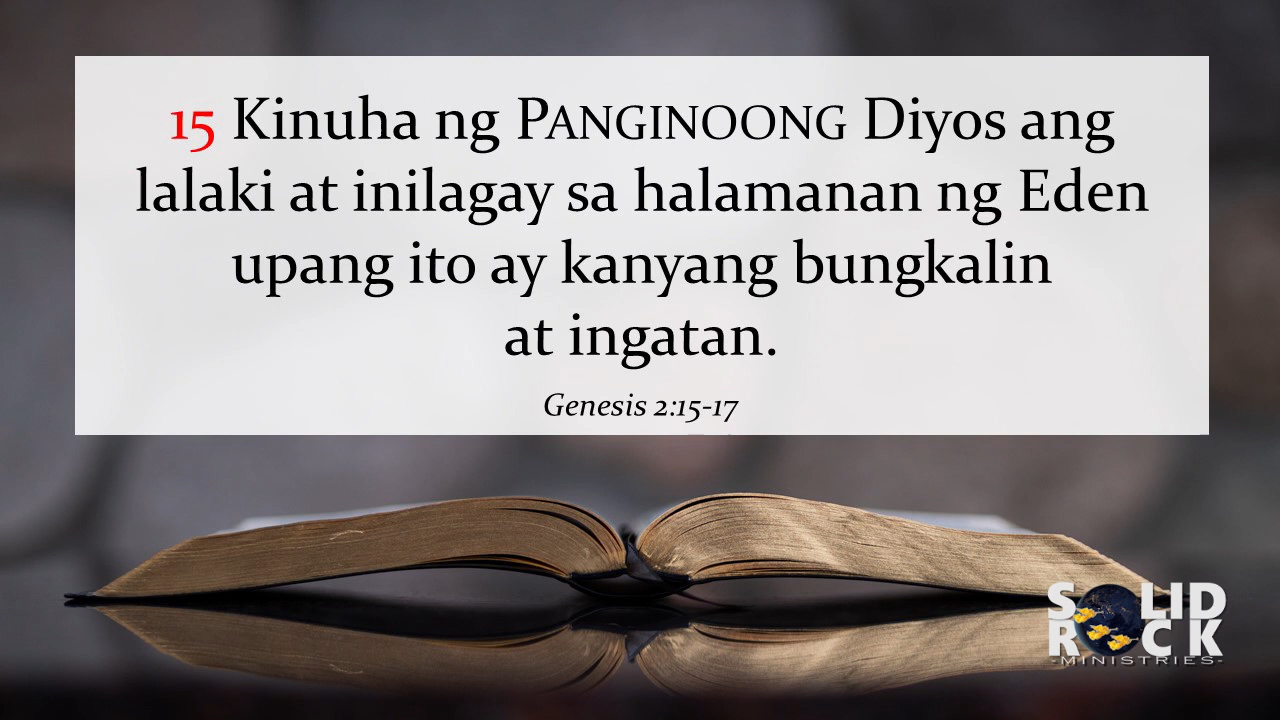 15 Kinuha ng PANGINOONG Diyos ang
lalaki at inilagay sa halamanan ng Eden
upang ito ay kanyang bungkalin
at ingatan.
Genesis 2:15-17
SOLID
ROCK
-MINISTRIES-